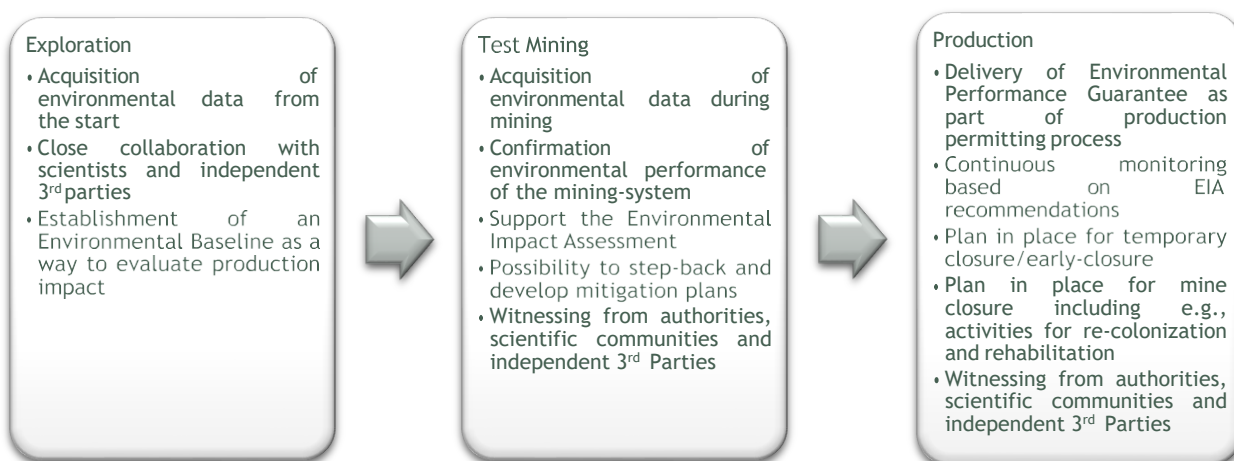 Exploration
• Acquisition of
environmental data from
the start
• Close collaboration with
scientists and independent
3rd parties
• Establishment of an
Environmental Baseline as a
way to evaluate production
impact
Test Mining
• Acquisition of
environmental data during
mining
• Confirmation of
environmental performance
of the mining-system
• Support the Environmental
Impact Assessment
• Possibility to step-back and
develop mitigation plans
• Witnessing from authorities,
scientific communities and
independent 3rd Parties
Production
• Delivery of Environmental
Performance Guarantee as
part of production
permitting process
• Continuous monitoring
based on EIA
recommendations
• Plan in place for temporary
closure/early-closure
• Plan in place for mine
closure including e.g.,
activities for re-colonization
and rehabilitation
• Witnessing from authorities,
scientific communities and
independent 3rd Parties